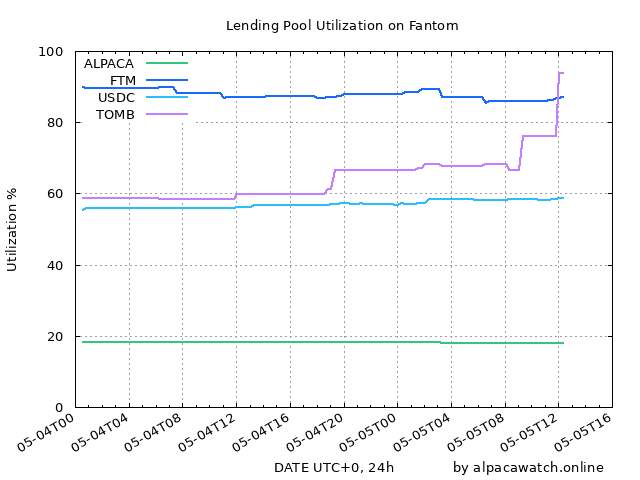 Lending Pool Utilization on Fantom
100
80
60
40
20
0
Utilization %
ALPACA
FTM
USDC
TOMB
05-04T00
05-04T04
05-04T08
05-04T12
05-04T16
05-04T20
05-05T00
05-05T04
05-05T08
05-05T12
05-05T16
DATE UTC+0, 24h
by alpacawatch.online